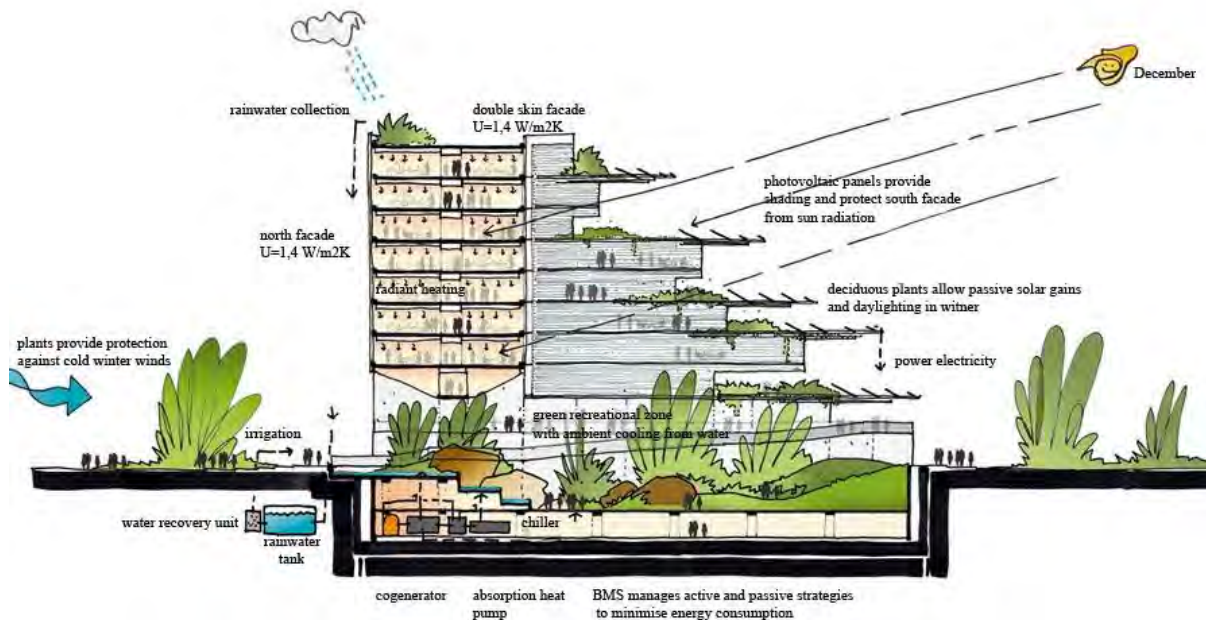 December
rainwater collection
double skin facade
U=1,4 W/m2K
photovoltaic panels provide
shading and protect south facade
from sun radiation
north facade
U=1,4 W/m2K
radiant heating
deciduous plants allow passive solar gains
and daylighting in witner
plants provide protection
against cold winter winds
power electricity
green recreational zone
with ambient cooling from water
irrigation
water recovery unit
rainwater
tank
chiller
cogenerator
absorption heat
pump
BMS manages active and passive strategies
to minimise energy consumption